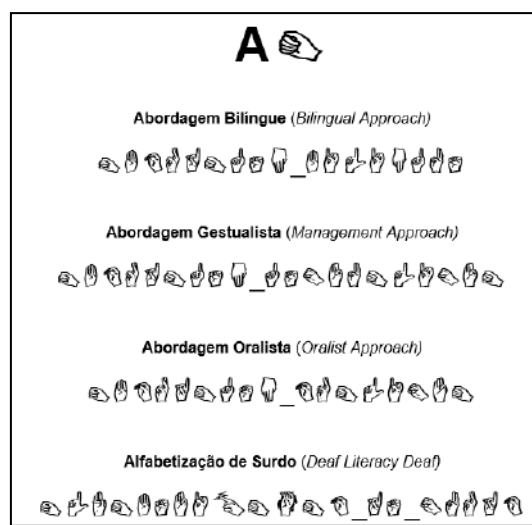 A
Abordagem Bilíngue (Bilingual Approach)
Abordagem Gestualista (Management Approach)
Abordagem Oralista (Oralist Approach)
Alfabetização de Surdo (Deaf Literacy Deaf)